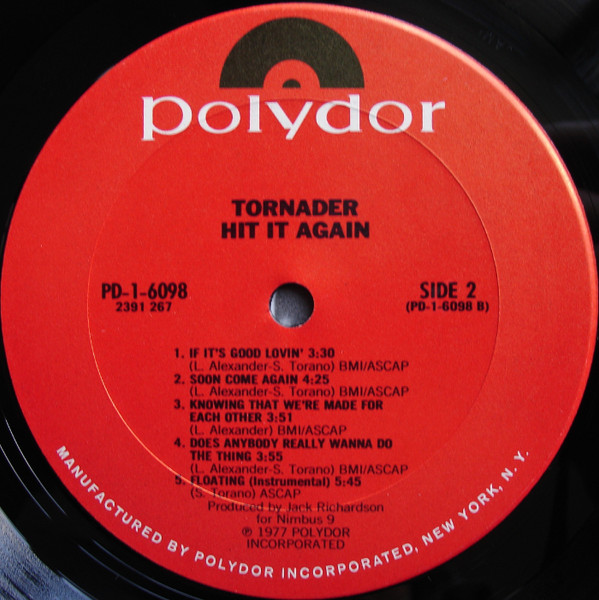 polydor
TORNADER
HIT IT AGAIN
PD-1-6098
2391 267
SIDE 2
(PD-1-6098 B)
1. IF IT'S GOOD LOVIN' 3:30
(L. Alexander-S. Torano) BMI/ASCAP
2. SOON COME AGAIN 4:25
(L. Alexander-S. Torano) BMI/ASCAP
3. KNOWING THAT WE'RE MADE FOR
EACH OTHER 3:51
(L. Alexander) BMI/ASCAP
4. DOES ANYBODY REALLY WANNA DO
THE THING 3:55
(L. Alexander-S. Torano) BMI/ASCAP
5. FLOATING (Instrumental) 5:45
(S. Torano) ASCAP
Produced by Jack Richardson
for Nimbus 9
℗ 1977 POLYDOR
INCORPORATED
MANUFACTURED BY POLYDOR INCORPORATED, NEW YORK, N. Y.